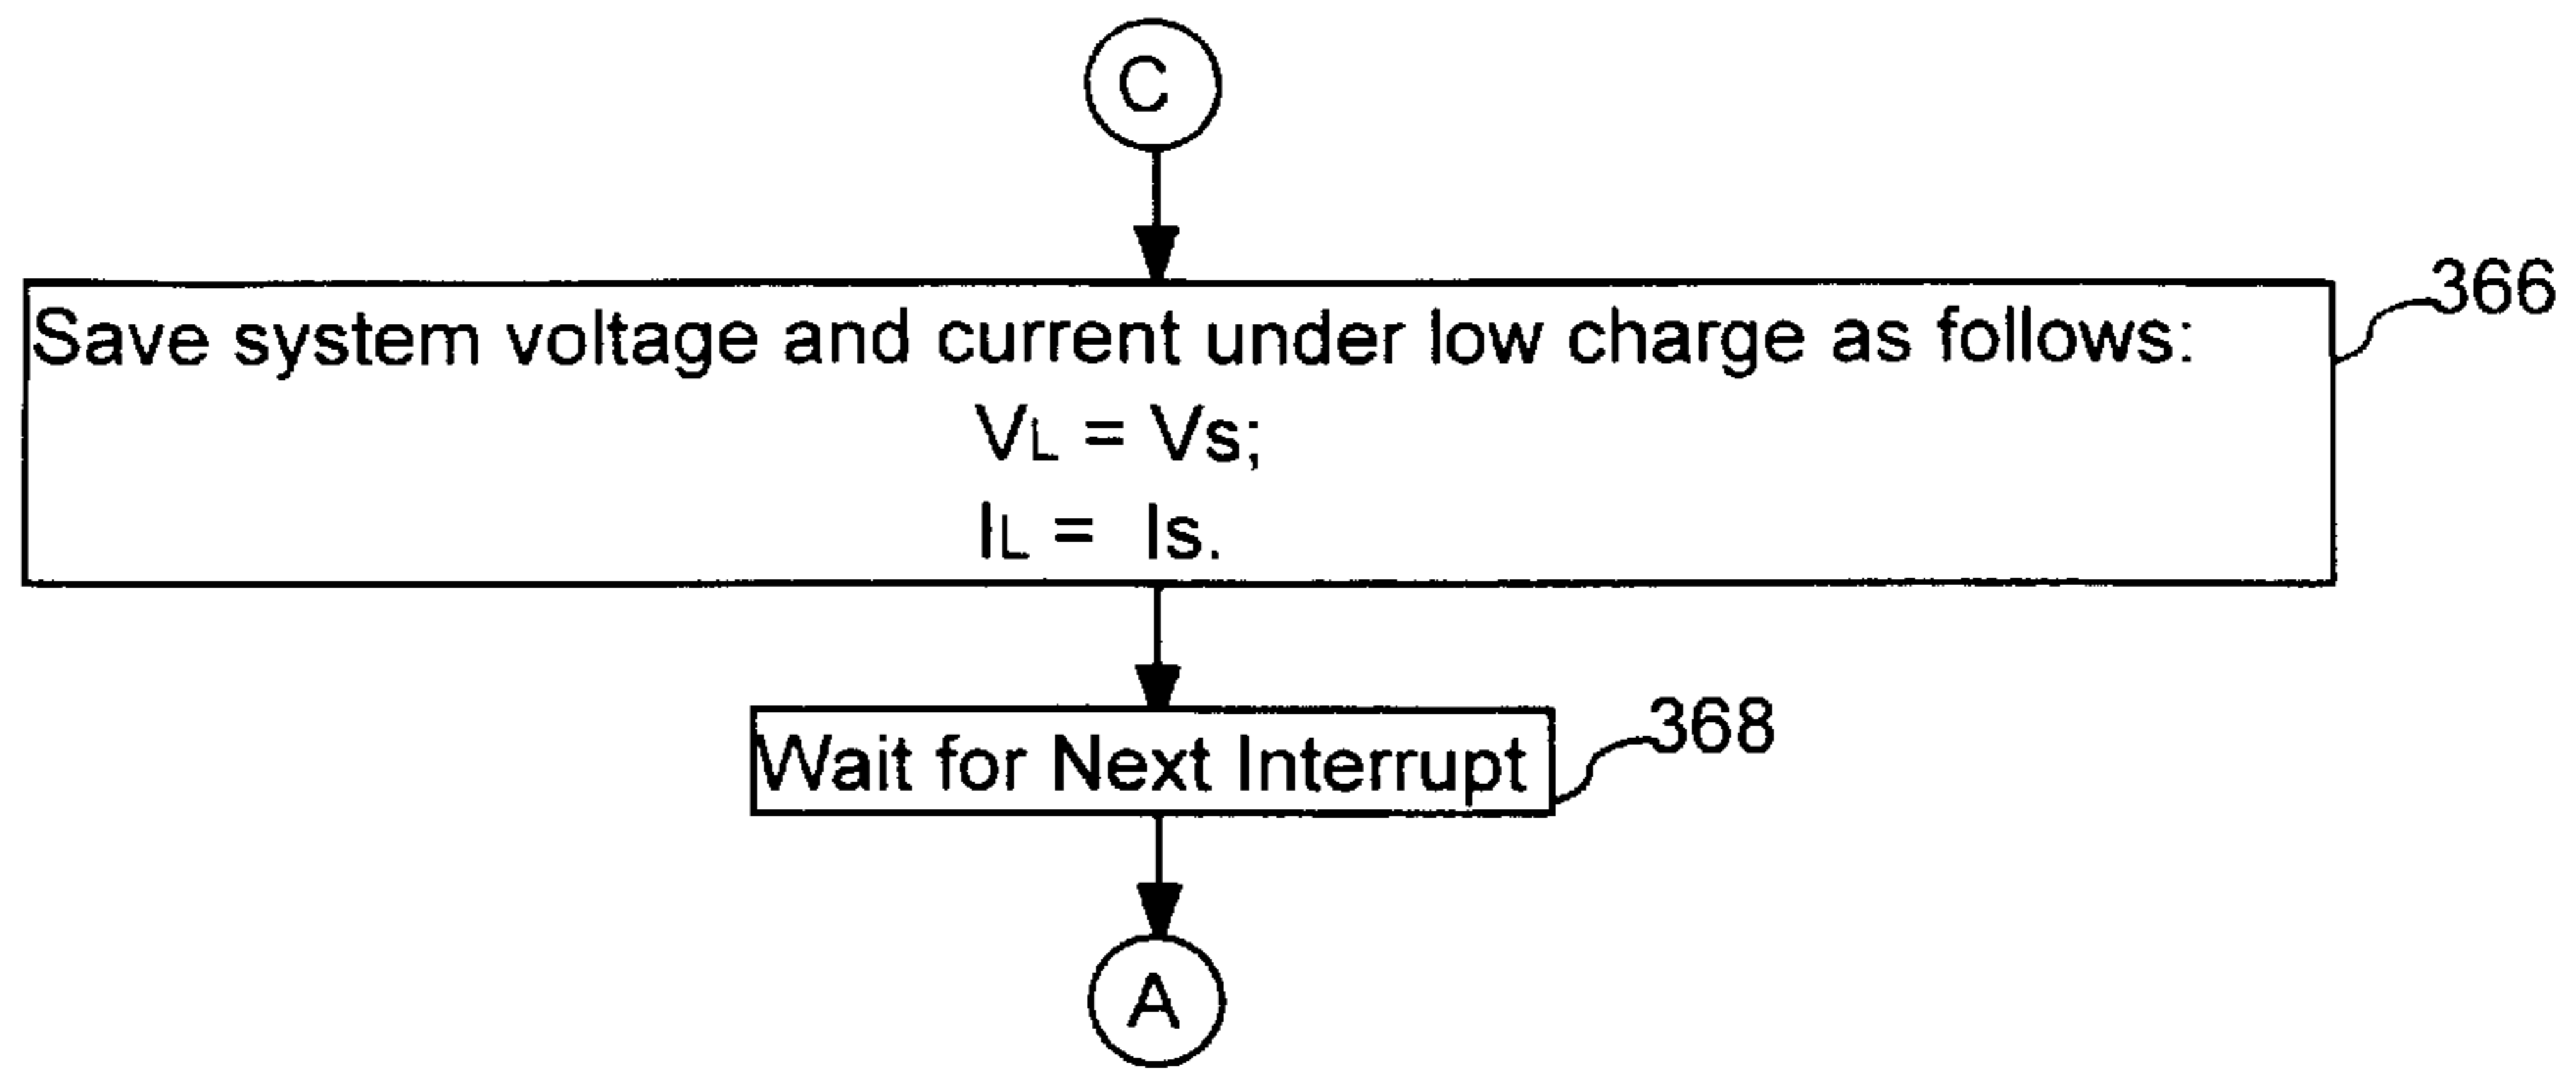 C
366
Save system voltage and current under low charge as follows:
VL = Vs;
IL = Is.
368
Wait for Next Interrupt
A